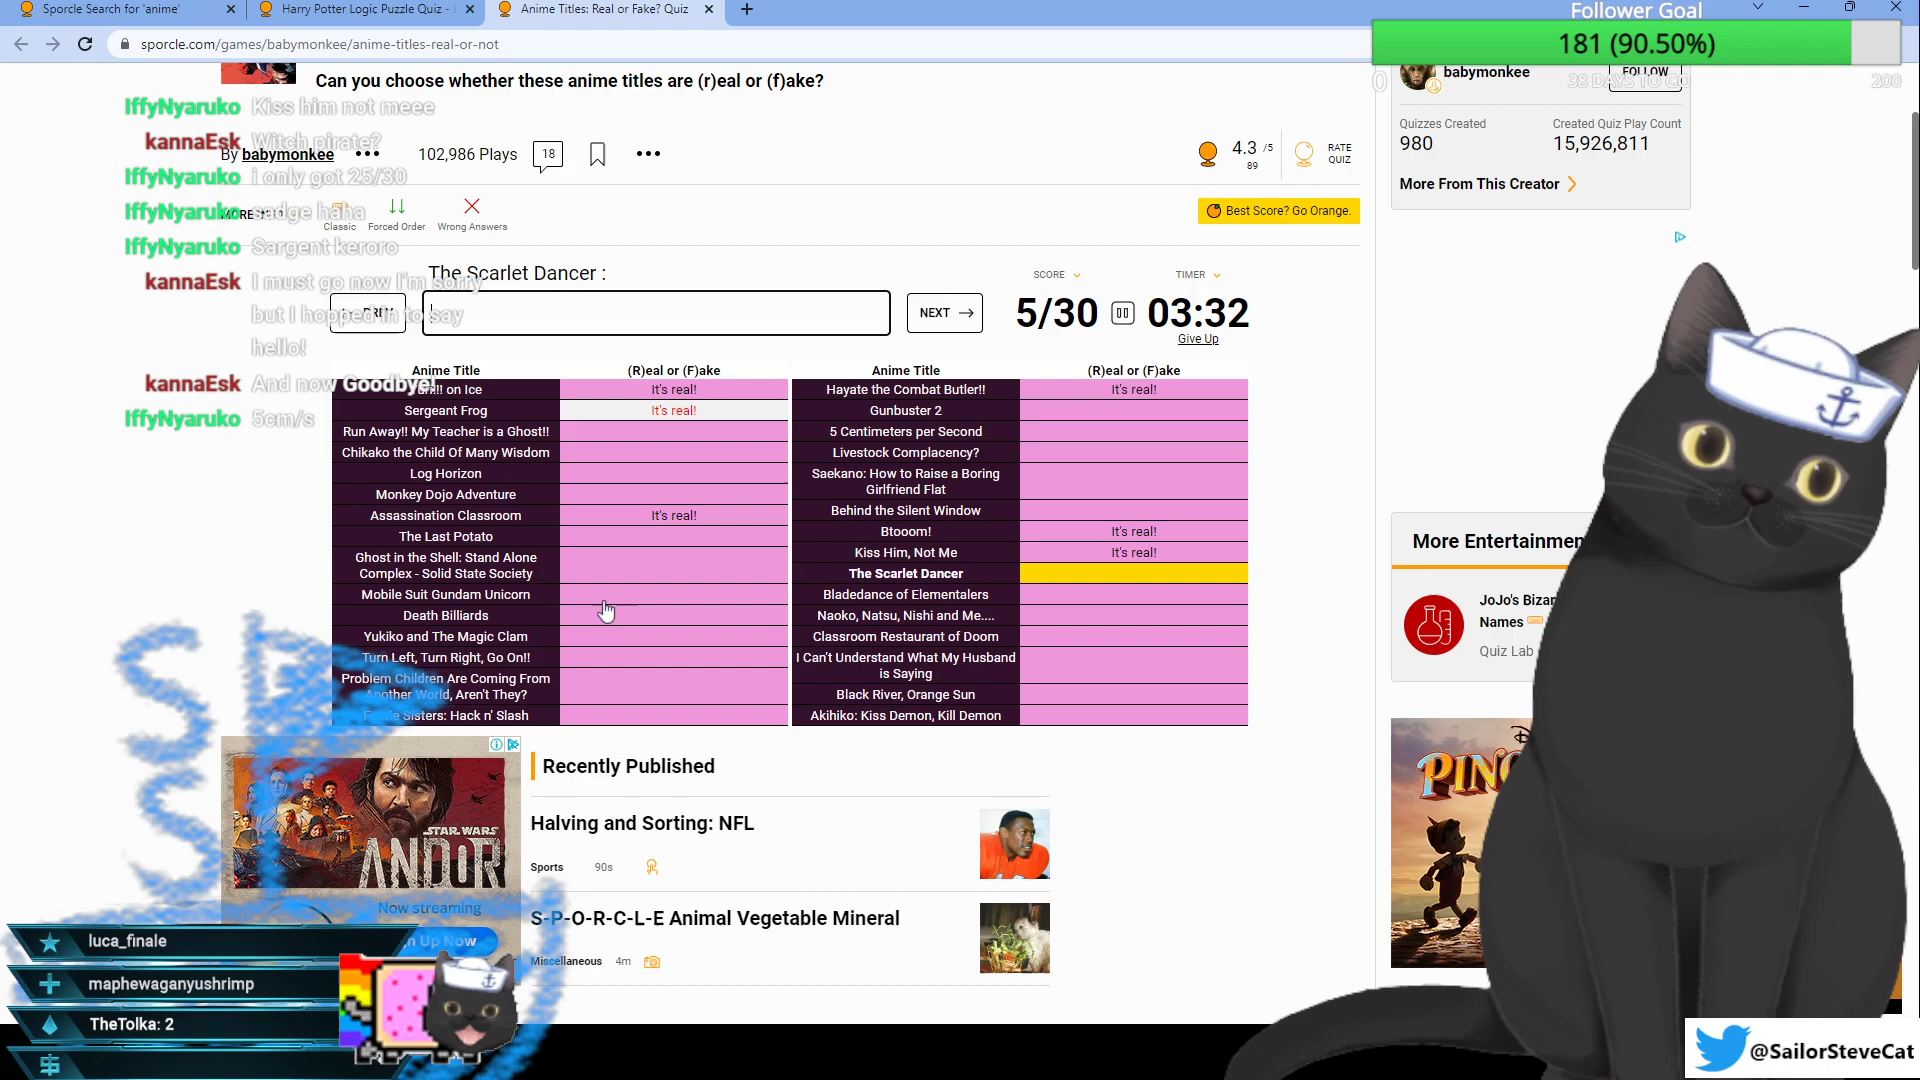 Sporcle Search for 'anime'
Harry Potter Logic Puzzle Quiz -
Anime Titles: Real or Fake? Quiz
sporcle.com/games/babymonkee/anime-titles-real-or-not
Follower Goal
181 (90.50%)
0
38 DAYS TO GO
200
Can you choose whether these anime titles are (r)eal or (f)ake?
IffyNyaruko Kiss him not meee
kannaEsk Witch pirate?
IffyNyaruko i only got 25/30
IffyNyaruko sadge haha
IffyNyaruko Sargent keroro
kannaEsk I must go now I'm sorry
but I hopped in to say
hello!
kannaEsk And now Goodbye!
IffyNyaruko 5cm/s
By babymonkee
102,986 Plays
18
4.3 /5
89
RATE
QUIZ
Classic
Forced Order
Wrong Answers
Best Score? Go Orange.
babymonkee
FOLLOW
Quizzes Created
980
Created Quiz Play Count
15,926,811
More From This Creator
The Scarlet Dancer :
PREV
NEXT
SCORE
5/30
TIMER
03:32
Give Up
Anime Title
(R)eal or (F)ake
Anime Title
(R)eal or (F)ake
!!! on Ice
It's real!
Sergeant Frog
It's real!
Run Away!! My Teacher is a Ghost!!
Chikako the Child Of Many Wisdom
Log Horizon
Monkey Dojo Adventure
Assassination Classroom
It's real!
The Last Potato
Ghost in the Shell: Stand Alone
Complex - Solid State Society
Mobile Suit Gundam Unicorn
Death Billiards
Yukiko and The Magic Clam
Turn Left, Turn Right, Go On!!
Problem Children Are Coming From
Another World, Aren't They?
Sisters: Hack n' Slash
Hayate the Combat Butler!!
It's real!
Gunbuster 2
5 Centimeters per Second
Livestock Complacency?
Saekano: How to Raise a Boring
Girlfriend Flat
Behind the Silent Window
Btooom!
It's real!
Kiss Him, Not Me
It's real!
The Scarlet Dancer
Bladedance of Elementalers
Naoko, Natsu, Nishi and Me....
Classroom Restaurant of Doom
I Can't Understand What My Husband
is Saying
Black River, Orange Sun
Akihiko: Kiss Demon, Kill Demon
More Entertainmen
JoJo's Bizar
Names
Quiz Lab
STAR WARS
ANDOR
Now streaming
Up Now
Recently Published
Halving and Sorting: NFL
Sports
90s
S-P-O-R-C-L-E Animal Vegetable Mineral
Miscellaneous
4m
Disney
PINO
luca_finale
maphewaganyushrimp
TheTolka: 2
@SailorSteveCat